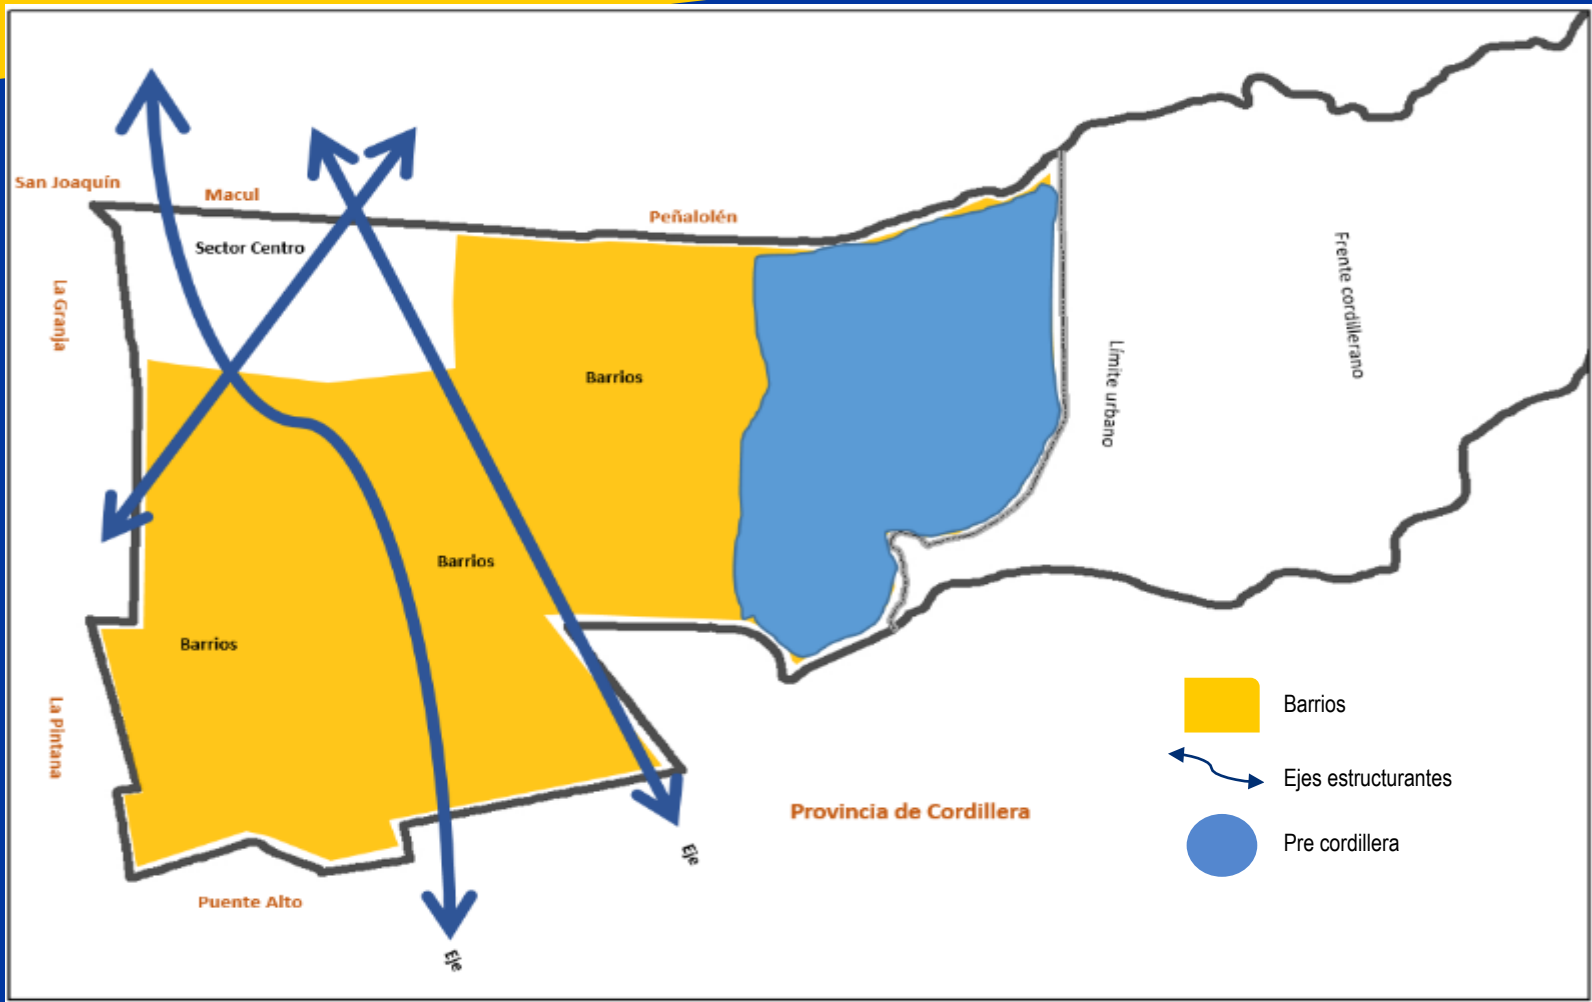 San Joaquín
Macul
Peñalolén
Sector Centro
La Granja
Frente cordillerano
Límite urbano
Barrios
Barrios
Barrios
La Pintana
Barrios
Ejes estructurantes
Provincia de Cordillera
Pre cordillera
Eje
Puente Alto
Eje